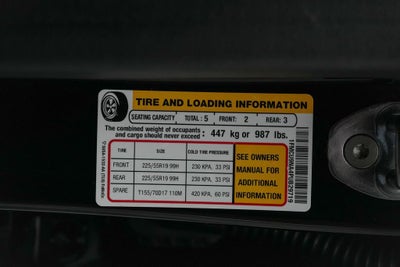 TIRE AND LOADING INFORMATION
SEATING CAPACITY TOTAL: 5 FRONT: 2 REAR: 3
The combined weight of occupants and cargo should never exceed: 447 kg or 987 lbs.
TIRE SIZE COLD TIRE PRESSURE
FRONT 225/55R19 99H 230 KPA, 33 PSI
REAR 225/55R19 99H 230 KPA, 33 PSI
SPARE T155/70D17 110M 420 KPA, 60 PSI
SEE OWNERS
MANUAL FOR
ADDITIONAL
INFORMATION